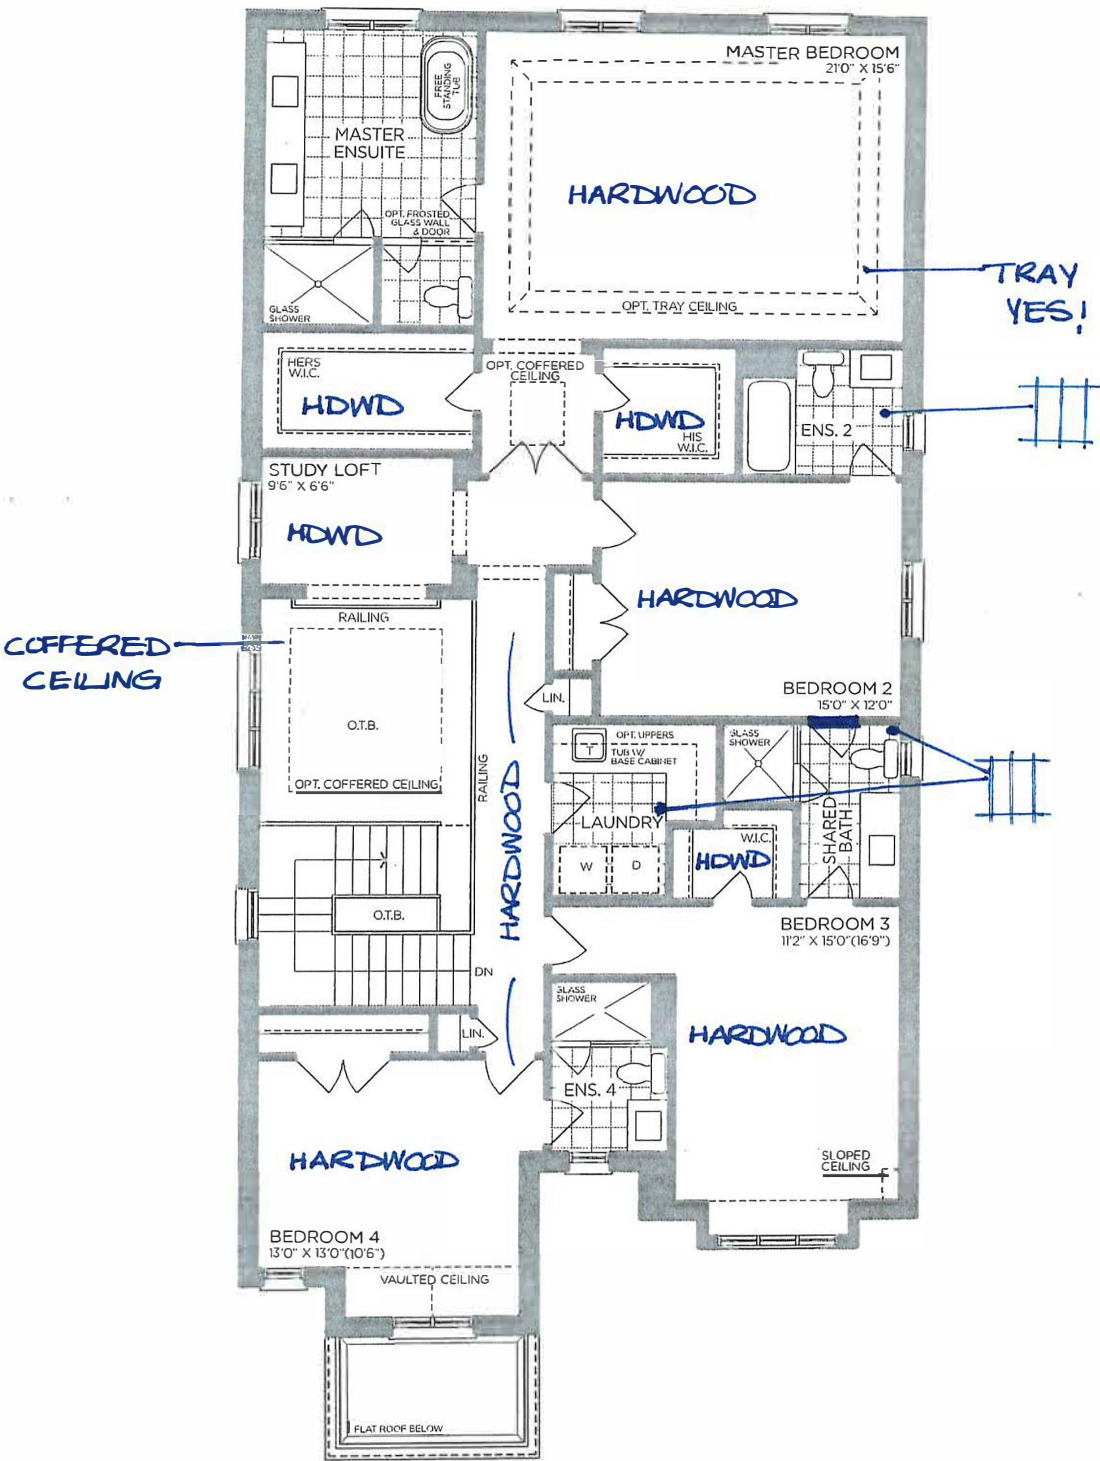 MASTER BEDROOM
21'0" X 15'6"
FREE
STANDING
TUB
MASTER
ENSUITE
HARDWOOD
OPT. FROSTED
GLASS WALL
& DOOR
TRAY
YES!
GLASS
SHOWER
OPT. TRAY CEILING
HERS
W.I.C.
HDWD
OPT. COFFERED
CEILING
HDWD
HIS
W.I.C.
ENS. 2
STUDY LOFT
9'6" X 6'6"
HDWD
HARDWOOD
RAILING
COFFERED
CEILING
BEDROOM 2
15'0" X 12'0"
LIN.
O.T.B.
OPT. COFFERED CEILING
RAILING
HARDWOOD
OPT. UPPERS
T
TUB W/
BASE CABINET
GLASS
SHOWER
LAUNDRY
W
D
W.I.C.
HDWD
SHARED
BATH
O.T.B.
BEDROOM 3
11'2" X 15'0"(16'9")
DN
GLASS
SHOWER
LIN.
HARDWOOD
ENS. 4
HARDWOOD
SLOPED
CEILING
BEDROOM 4
13'0" X 13'0"(10'6")
VAULTED CEILING
FLAT ROOF BELOW